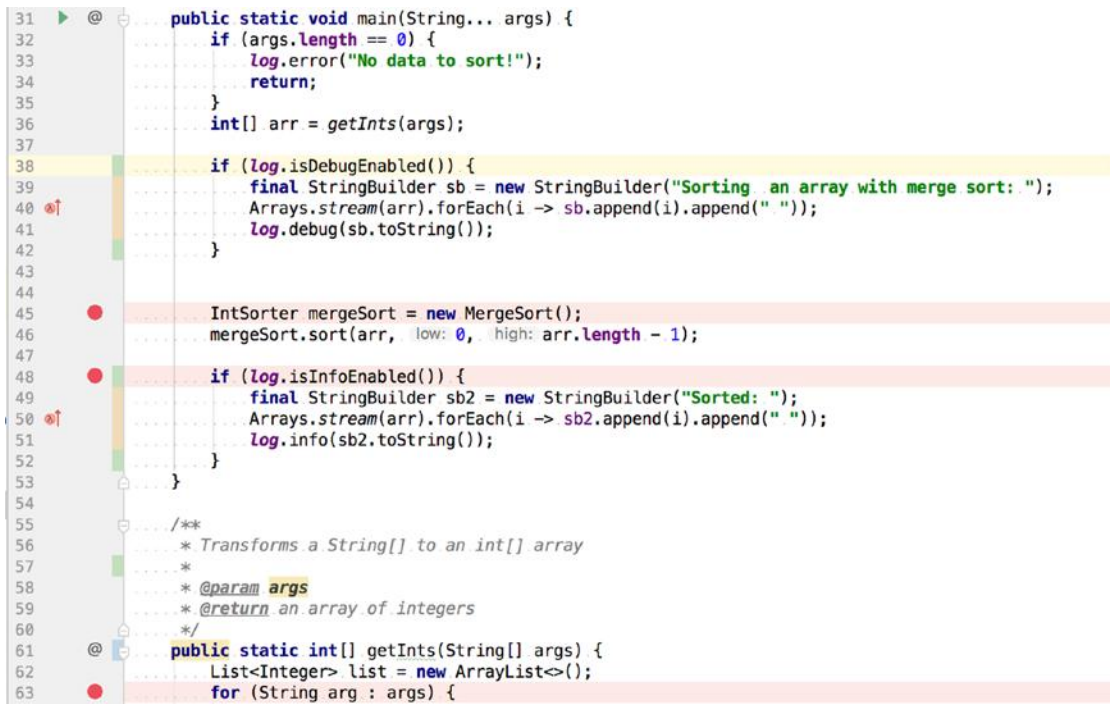 31 @ public static void main(String... args) {
32 if (args.length == 0) {
33 log.error("No data to sort!");
34 return;
35 }
36 int[] arr = getInts(args);
37
38 if (log.isDebugEnabled()) {
39 final StringBuilder sb = new StringBuilder("Sorting  an array with merge sort: ");
40 Arrays.stream(arr).forEach(i -> sb.append(i).append(" "));
41 log.debug(sb.toString());
42 }
43
44
45 IntSorter mergeSort = new MergeSort();
46 mergeSort.sort(arr, low: 0, high: arr.length - 1);
47
48 if (log.isInfoEnabled()) {
49 final StringBuilder sb2 = new StringBuilder("Sorted: ");
50 Arrays.stream(arr).forEach(i -> sb2.append(i).append(" "));
51 log.info(sb2.toString());
52 }
53 }
54
55 /**
56 * Transforms a String[] to an int[] array
57 *
58 * @param args
59 * @return an array of integers
60 */
61 @ public static int[] getInts(String[] args) {
62 List<Integer> list = new ArrayList<>();
63 for (String arg : args) {